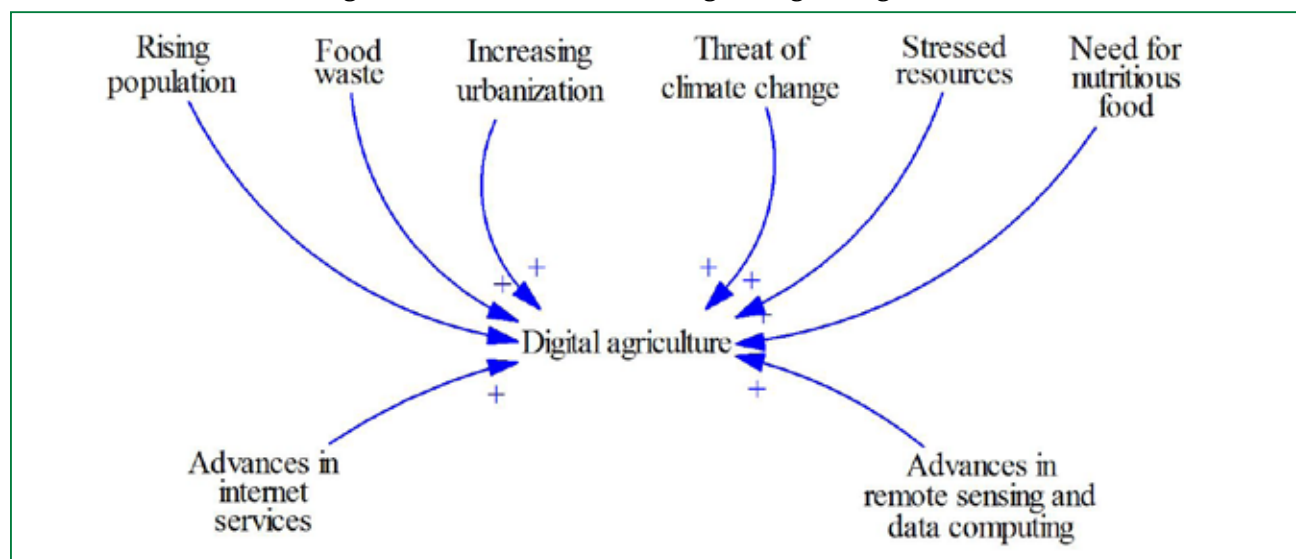 Rising
population
Food
waste
Increasing
urbanization
Threat of
climate change
Stressed
resources
Need for
nutritious
food
+
+
+
+
+
Digital agriculture
+
+
Advances in
internet
services
Advances in
remote sensing and
data computing